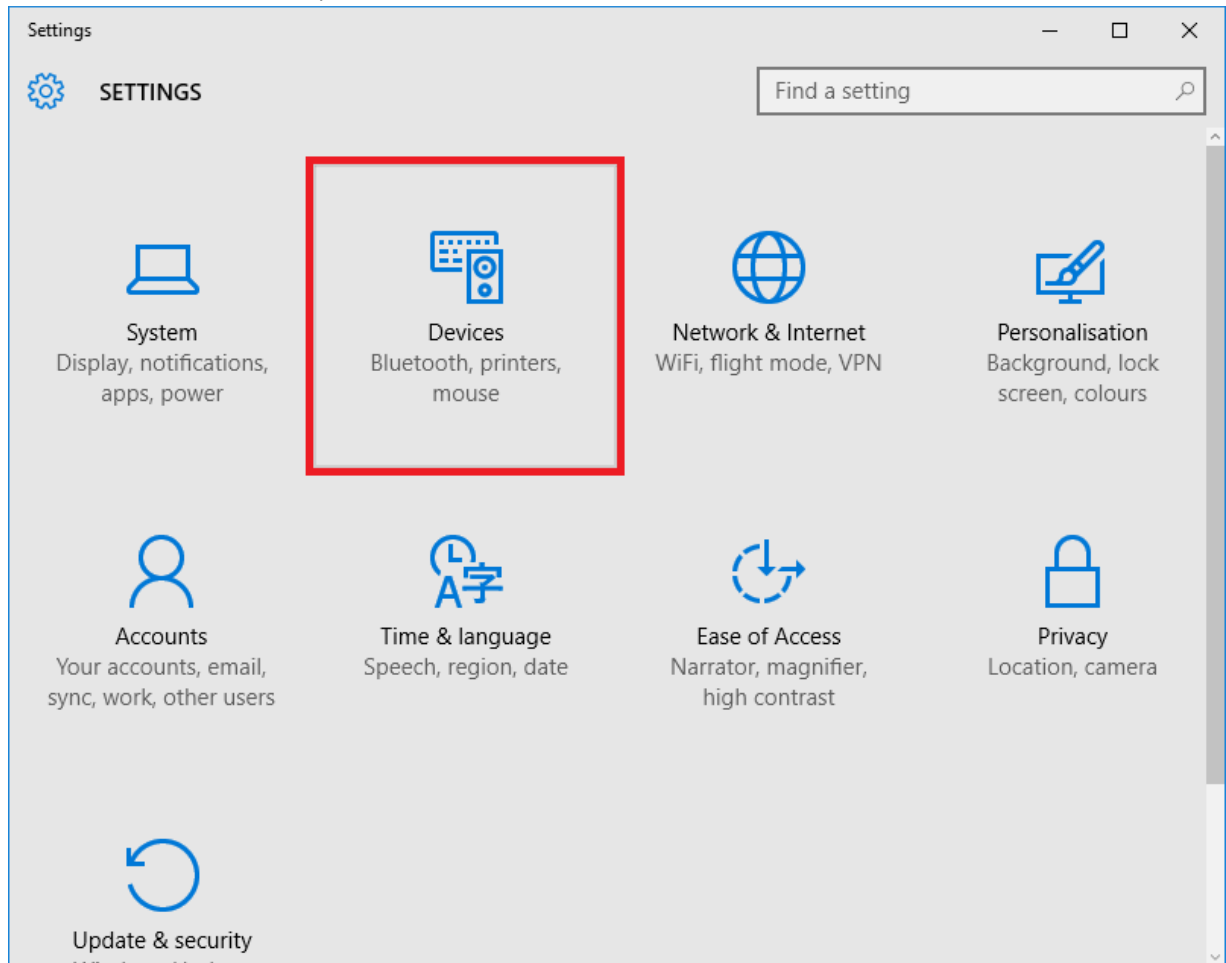 Settings
SETTINGS
Find a setting
System
Display, notifications,
apps, power
Devices
Bluetooth, printers,
mouse
Network & Internet
WiFi, flight mode, VPN
Personalisation
Background, lock
screen, colours
Accounts
Your accounts, email,
sync, work, other users
A字
Time & language
Speech, region, date
Ease of Access
Narrator, magnifier,
high contrast
Privacy
Location, camera
Update & security